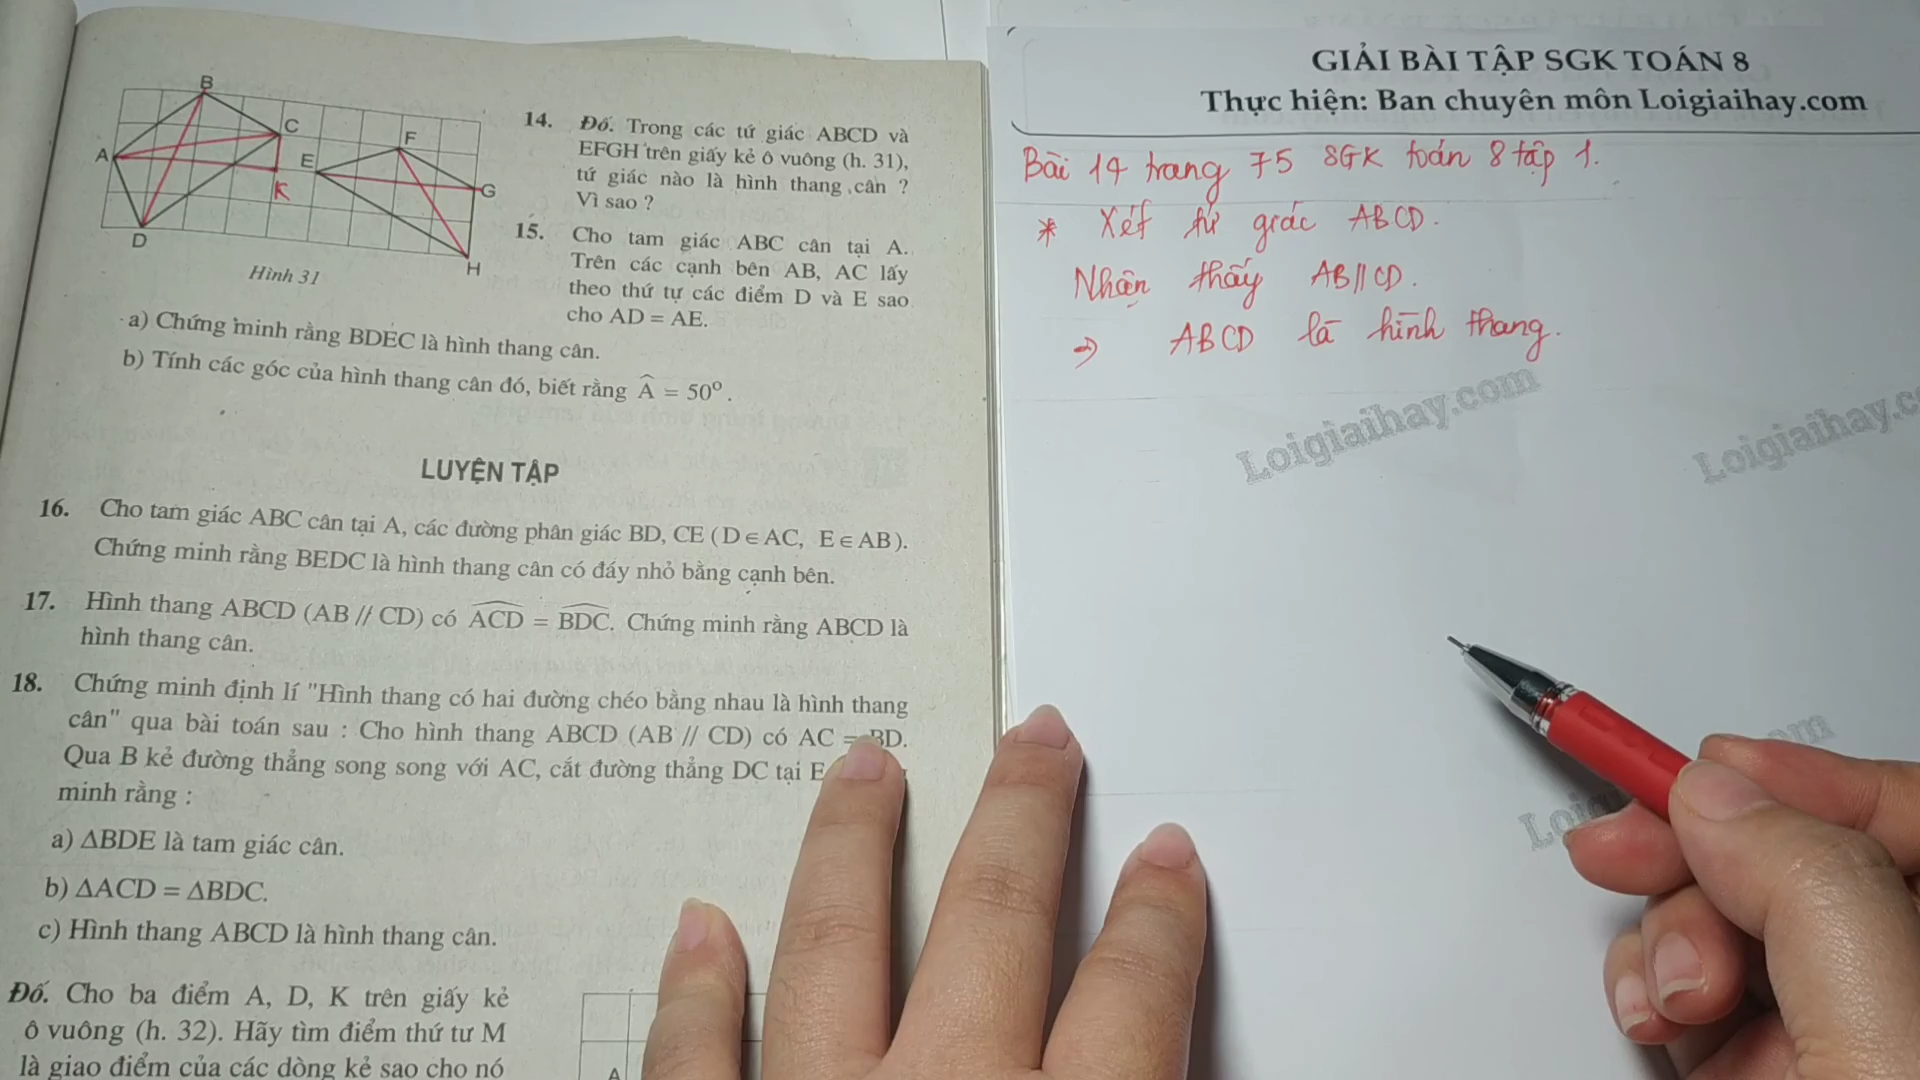 B
C
F
A
E
G
K
D
H
Hình 31
14. Đố. Trong các tứ giác ABCD và
EFGH trên giấy kẻ ô vuông (h. 31),
tứ giác nào là hình thang cân ?
Vì sao ?
15. Cho tam giác ABC cân tại A.
Trên các cạnh bên AB, AC lấy
theo thứ tự các điểm D và E sao
cho AD = AE.
a) Chứng minh rằng BDEC là hình thang cân.
b) Tính các góc của hình thang cân đó, biết rằng Â = 50°.
LUYỆN TẬP
16. Cho tam giác ABC cân tại A, các đường phân giác BD, CE (D ∈ AC, E ∈ AB).
Chứng minh rằng BEDC là hình thang cân có đáy nhỏ bằng cạnh bên.
17. Hình thang ABCD (AB // CD) có ACD = BDC. Chứng minh rằng ABCD là
hình thang cân.
18. Chứng minh định lí "Hình thang có hai đường chéo bằng nhau là hình thang
cân" qua bài toán sau : Cho hình thang ABCD (AB // CD) có AC = BD.
Qua B kẻ đường thẳng song song với AC, cắt đường thẳng DC tại E
minh rằng :
a) ΔBDE là tam giác cân.
b) ΔACD = ΔBDC.
c) Hình thang ABCD là hình thang cân.
Đố. Cho ba điểm A, D, K trên giấy kẻ
ô vuông (h. 32). Hãy tìm điểm thứ tư M
là giao điểm của các dòng kẻ sao cho nó
A
GIẢI BÀI TẬP SGK TOÁN 8
Thực hiện: Ban chuyên môn Loigiaihay.com
Bài 14 trang 75 SGK toán 8 tập 1.
* Xét tứ giác ABCD.
Nhận thấy AB//CD.
⇒ ABCD là hình thang.
Loigiaihay.com
Loigiaihay.co